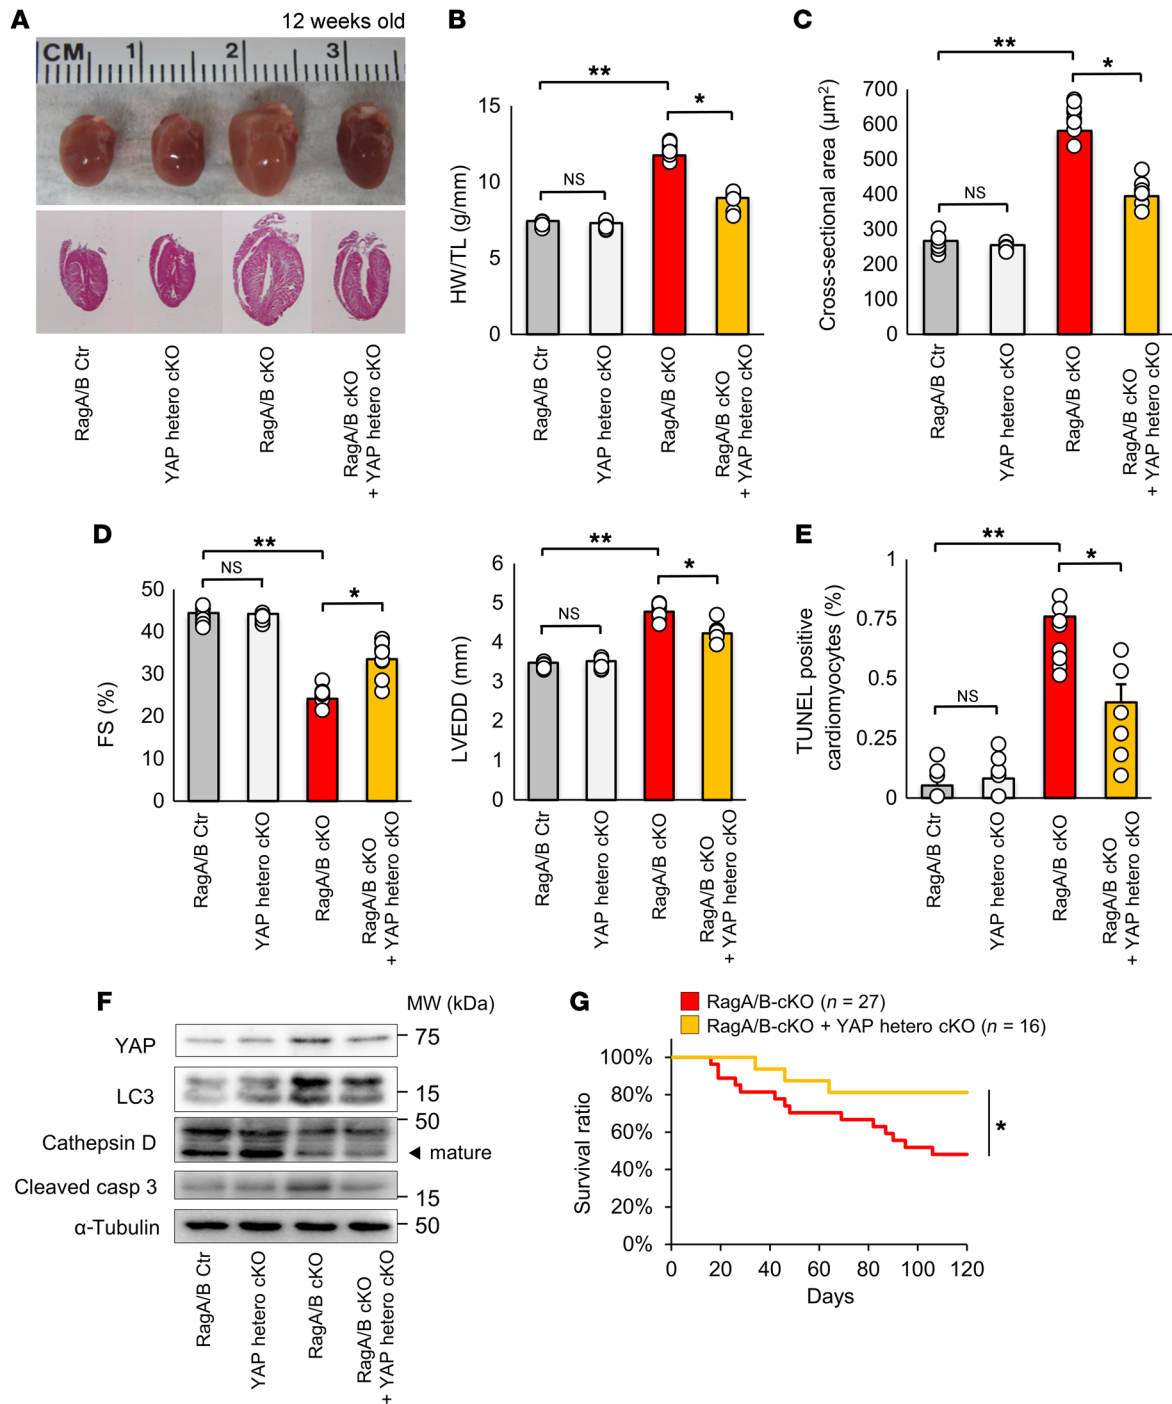 A
12 weeks old
CM 1 2 3
RagA/B Ctr
YAP hetero cKO
RagA/B cKO
RagA/B cKO
+ YAP hetero cKO
B
**
*
NS
HW/TL (g/mm)
15
10
5
0
RagA/B Ctr
YAP hetero cKO
RagA/B cKO
RagA/B cKO
+ YAP hetero cKO
C
**
*
NS
Cross-sectional area (µm²)
700
600
500
400
300
200
100
0
RagA/B Ctr
YAP hetero cKO
RagA/B cKO
RagA/B cKO
+ YAP hetero cKO
D
**
NS
*
FS (%)
50
40
30
20
10
0
RagA/B Ctr
YAP hetero cKO
RagA/B cKO
RagA/B cKO
+ YAP hetero cKO
**
*
NS
LVEDD (mm)
6
5
4
3
2
1
0
RagA/B Ctr
YAP hetero cKO
RagA/B cKO
RagA/B cKO
+ YAP hetero cKO
E
**
*
NS
TUNEL positive
cardiomyocytes (%)
1
0.75
0.5
0.25
0
RagA/B Ctr
YAP hetero cKO
RagA/B cKO
RagA/B cKO
+ YAP hetero cKO
F
MW (kDa)
YAP
75
LC3
15
50
Cathepsin D
mature
Cleaved casp 3
15
α-Tubulin
50
RagA/B Ctr
YAP hetero cKO
RagA/B cKO
RagA/B cKO
+ YAP hetero cKO
G
RagA/B-cKO (n = 27)
RagA/B-cKO + YAP hetero cKO (n = 16)
Survival ratio
100%
80%
60%
40%
20%
0%
*
0 20 40 60 80 100 120
Days